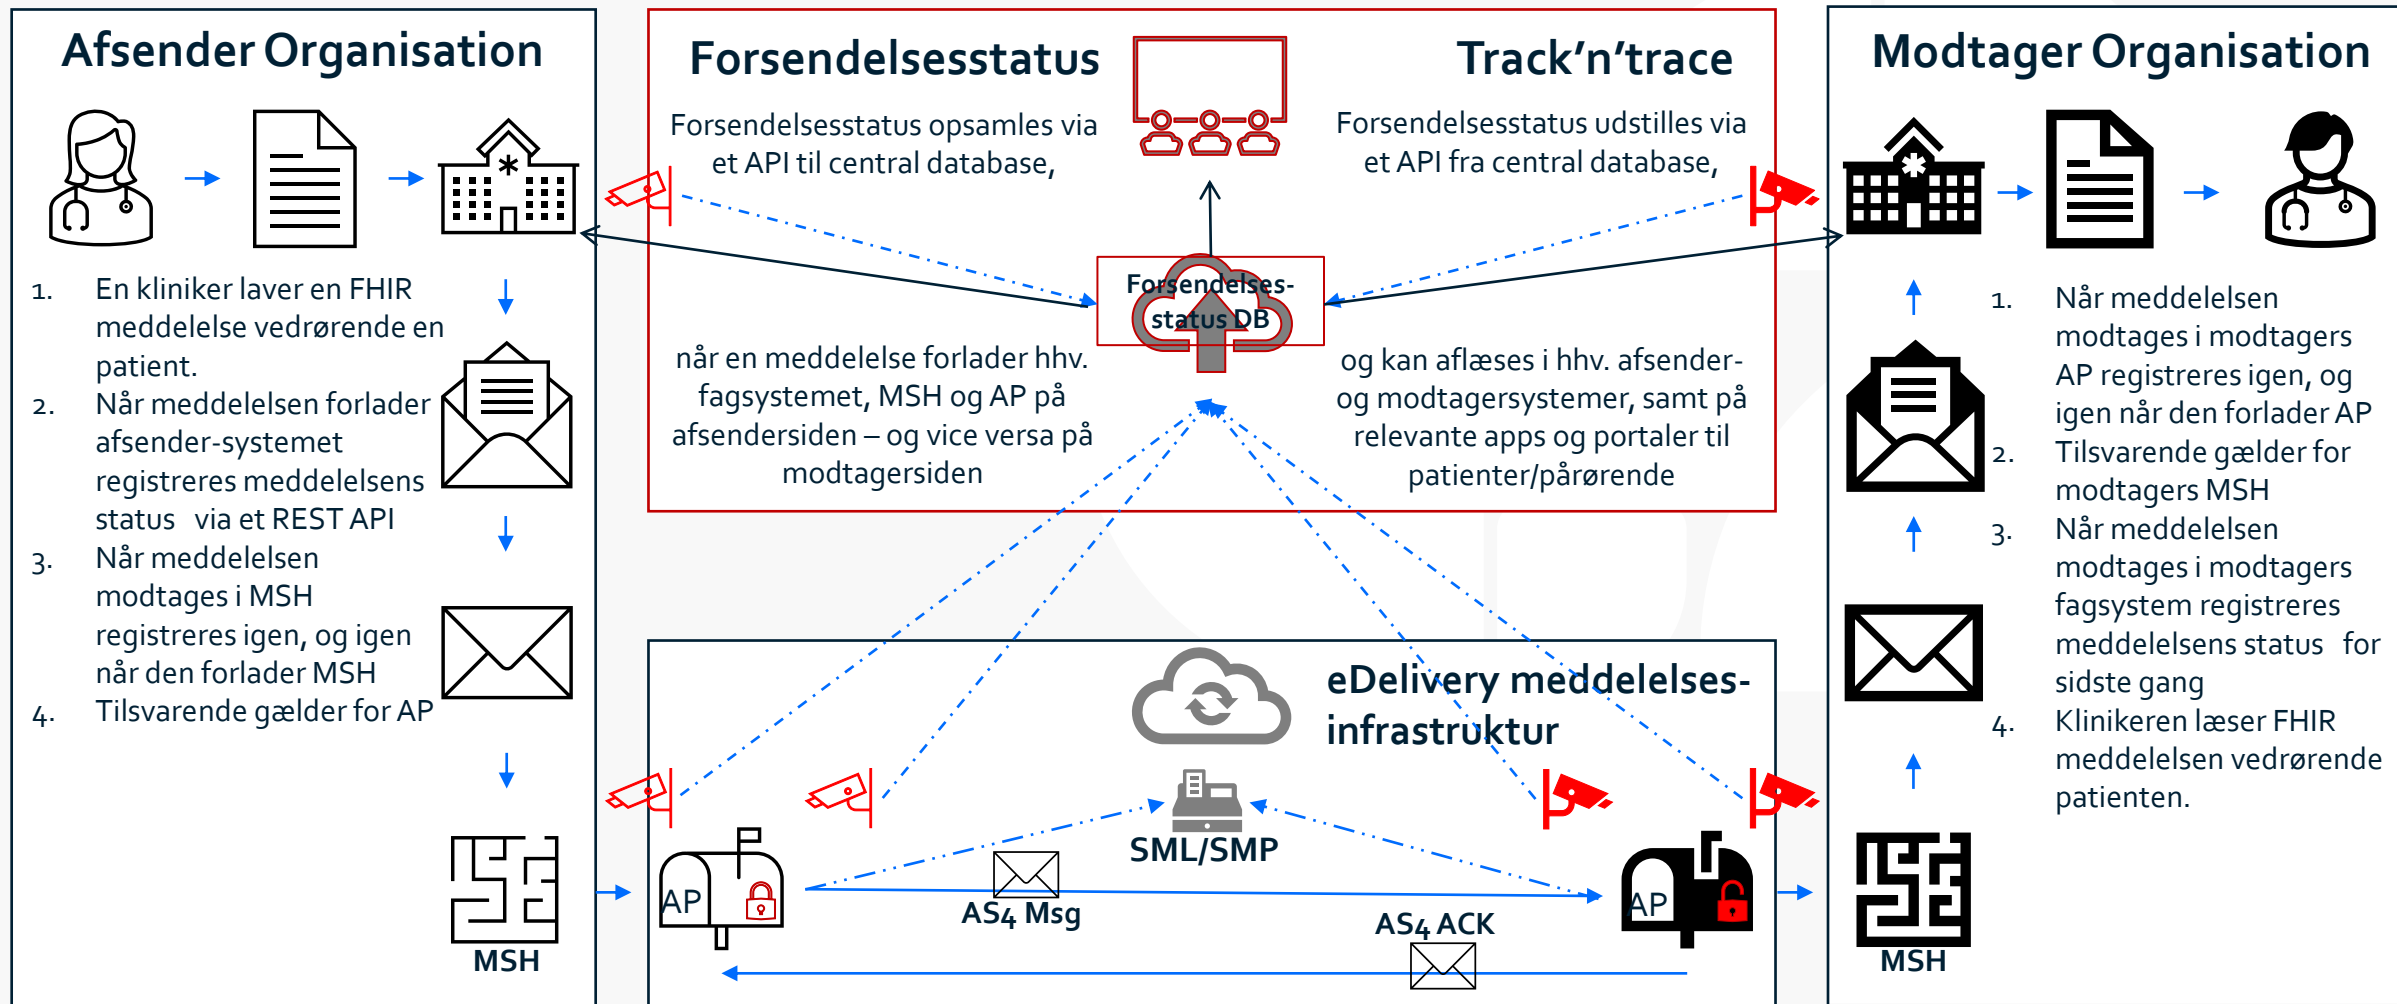 Afsender Organisation
1. En kliniker laver en FHIR
meddelelse vedrørende en
patient.
2. Når meddelelsen forlader
afsender-systemet
registreres meddelelsens
status via et REST API
3. Når meddelelsen
modtages i MSH
registreres igen, og igen
når den forlader MSH
4. Tilsvarende gælder for AP
MSH
Forsendelsesstatus
Forsendelsesstatus opsamles via
et API til central database,
når en meddelelse forlader hhv.
fagsystemet, MSH og AP på
afsendersiden – og vice versa på
modtagersiden
Forsendelses-
status DB
Track’n’trace
Forsendelsesstatus udstilles via
et API fra central database,
og kan aflæses i hhv. afsender-
og modtagersystemer, samt på
relevante apps og portaler til
patienter/pårørende
eDelivery meddelelses-
infrastruktur
SML/SMP
AP
AS4 Msg
AS4 ACK
AP
Modtager Organisation
1. Når meddelelsen
modtages i modtagers
AP registreres igen, og
igen når den forlader AP
2. Tilsvarende gælder for
modtagers MSH
3. Når meddelelsen
modtages i modtagers
fagsystem registreres
meddelelsens status for
sidste gang
4. Klinikeren læser FHIR
meddelelsen vedrørende
patienten.
MSH